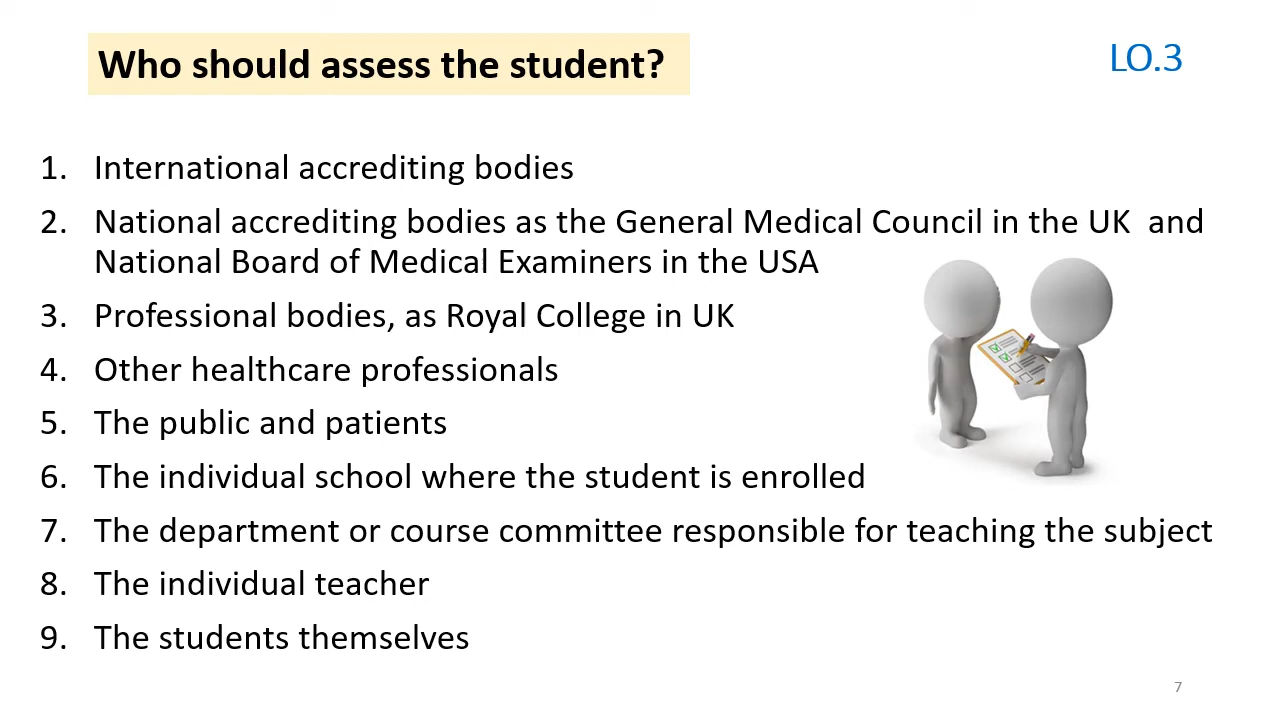 Who should assess the student?
LO.3
1. International accrediting bodies
2. National accrediting bodies as the General Medical Council in the UK  and
National Board of Medical Examiners in the USA
3. Professional bodies, as Royal College in UK
4. Other healthcare professionals
5. The public and patients
6. The individual school where the student is enrolled
7. The department or course committee responsible for teaching the subject
8. The individual teacher
9. The students themselves
7